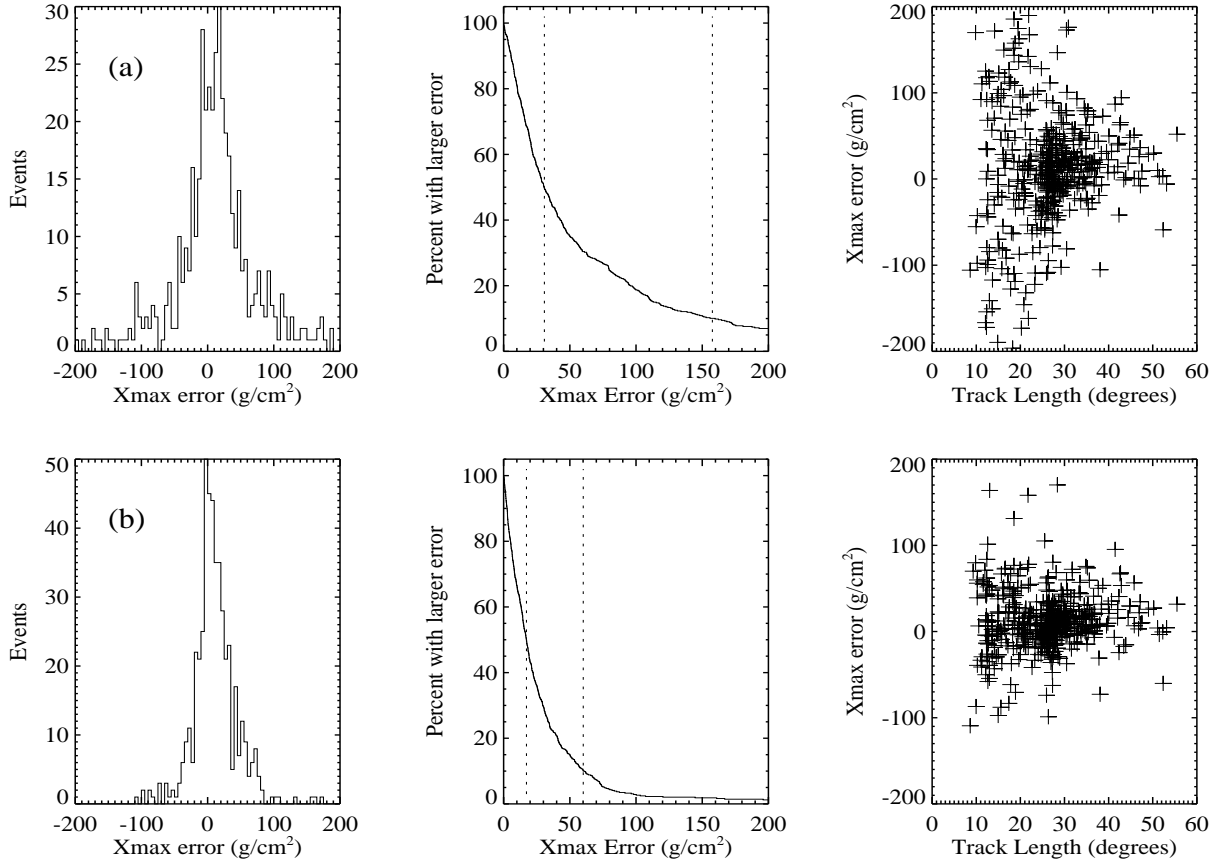 30
25
20
15
10
5
0
Events
(a)
-200 -100 0 100 200
Xmax error (g/cm²)
100
80
60
40
20
0
Percent with larger error
0 50 100 150 200
Xmax Error (g/cm²)
200
100
0
-100
-200
Xmax error (g/cm²)
0 10 20 30 40 50 60
Track Length (degrees)
50
40
30
20
10
0
Events
(b)
-200 -100 0 100 200
Xmax error (g/cm²)
100
80
60
40
20
0
Percent with larger error
0 50 100 150 200
Xmax Error (g/cm²)
200
100
0
-100
-200
Xmax error (g/cm²)
0 10 20 30 40 50 60
Track Length (degrees)